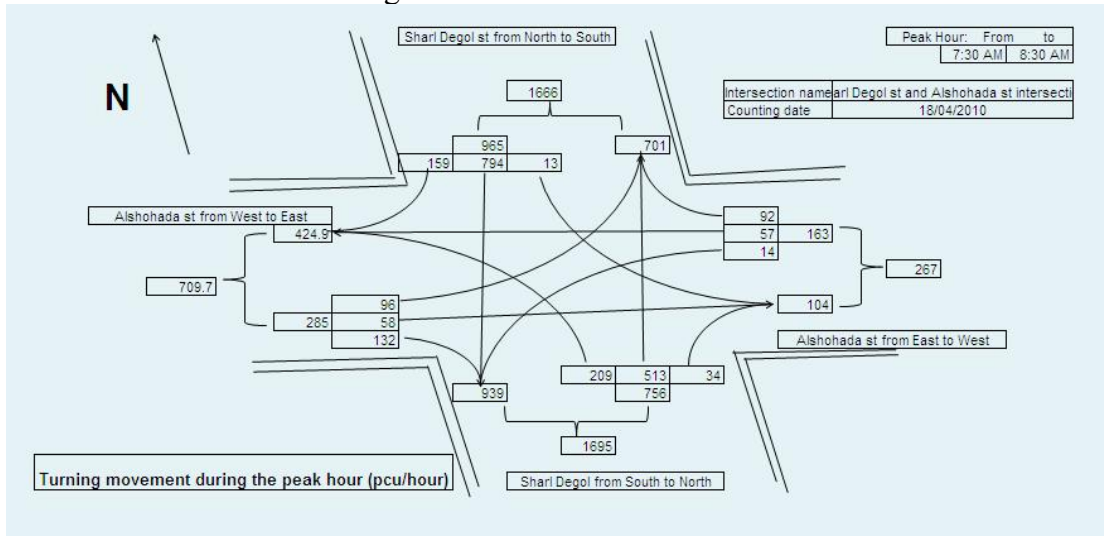 Sharl Degol st from North to South
Peak Hour: From to
7:30 AM 8:30 AM
N
1666
Intersection name arl Degol st and Alshohada st intersecti
Counting date 18/04/2010
965
701
159 794 13
Alshohada st from West to East
92
424.9
57 163
14
267
709.7
96
104
285 58
132
Alshohada st from East to West
209 513 34
939
756
1695
Turning movement during the peak hour (pcu/hour)
Sharl Degol from South to North